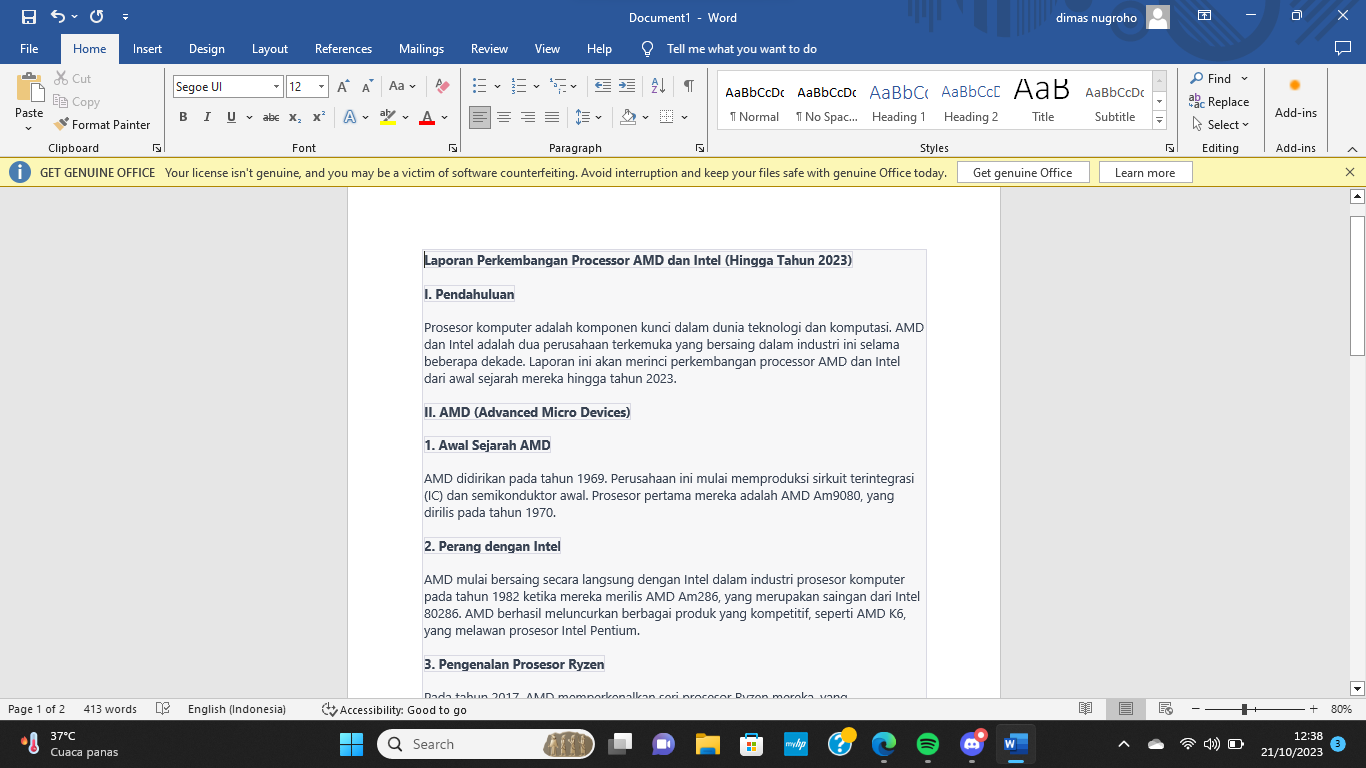 Document1 - Word
dimas nugroho
File Home Insert Design Layout References Mailings Review View Help Tell me what you want to do
Paste
Cut
Copy
Format Painter
Clipboard
Segoe UI 12
Font
Paragraph
AaBbCcDc AaBbCcDc AaBbCc AaBbCcD AaB AaBbCcDc
¶ Normal ¶ No Spac... Heading 1 Heading 2 Title Subtitle
Styles
Find
Replace
Select
Editing
Add-ins
Add-ins
GET GENUINE OFFICE Your license isn't genuine, and you may be a victim of software counterfeiting. Avoid interruption and keep your files safe with genuine Office today. Get genuine Office Learn more
Laporan Perkembangan Processor AMD dan Intel (Hingga Tahun 2023)
I. Pendahuluan
Prosesor komputer adalah komponen kunci dalam dunia teknologi dan komputasi. AMD
dan Intel adalah dua perusahaan terkemuka yang bersaing dalam industri ini selama
beberapa dekade. Laporan ini akan merinci perkembangan processor AMD dan Intel
dari awal sejarah mereka hingga tahun 2023.
II. AMD (Advanced Micro Devices)
1. Awal Sejarah AMD
AMD didirikan pada tahun 1969. Perusahaan ini mulai memproduksi sirkuit terintegrasi
(IC) dan semikonduktor awal. Prosesor pertama mereka adalah AMD Am9080, yang
dirilis pada tahun 1970.
2. Perang dengan Intel
AMD mulai bersaing secara langsung dengan Intel dalam industri prosesor komputer
pada tahun 1982 ketika mereka merilis AMD Am286, yang merupakan saingan dari Intel
80286. AMD berhasil meluncurkan berbagai produk yang kompetitif, seperti AMD K6,
yang melawan prosesor Intel Pentium.
3. Pengenalan Prosesor Ryzen
Pada tahun 2017, AMD memperkenalkan seri prosesor Ryzen mereka, yang
Page 1 of 2 413 words English (Indonesia) Accessibility: Good to go 80%
37°C
Cuaca panas
Search
myhp
12:38
21/10/2023
3